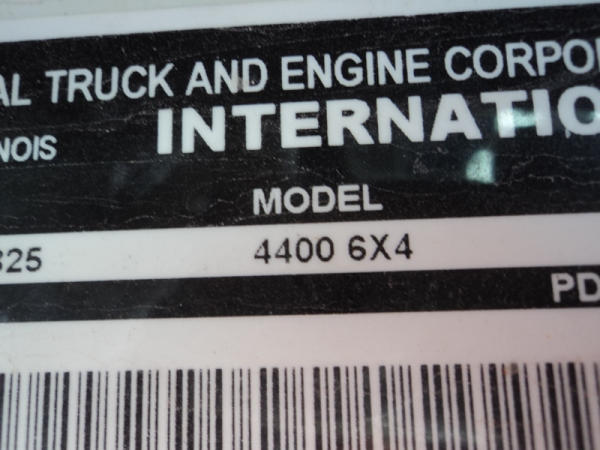 AL TRUCK AND ENGINE CORPO
NOIS INTERNATIO
MODEL
325 4400 6X4
PD